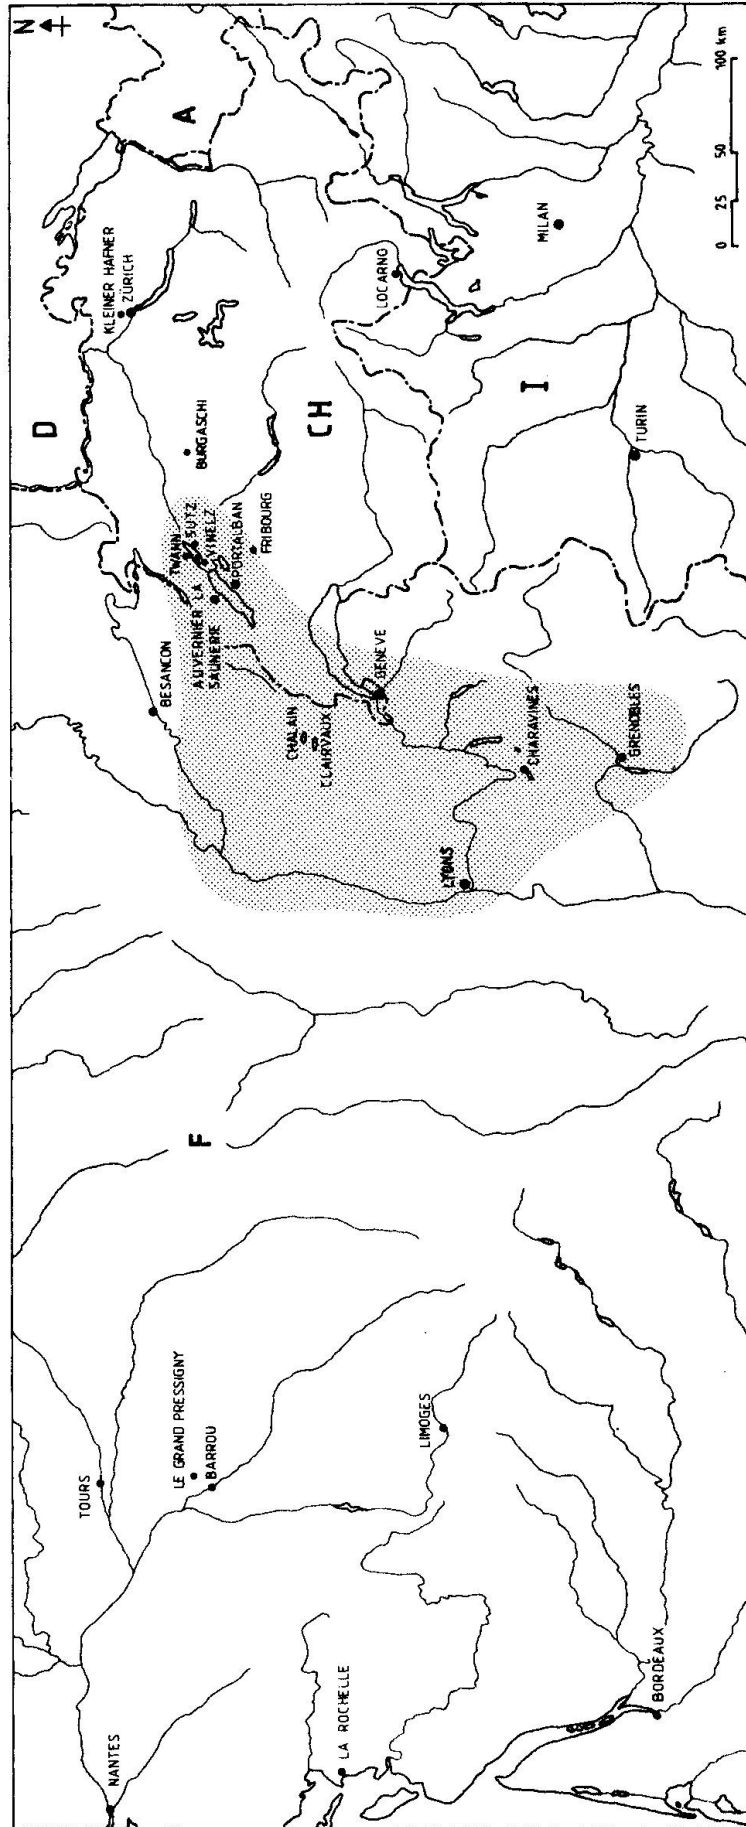 N
D
A
KLEINER HAFNER
ZÜRICH
BURGASCHI
TWANN
SUTZ
VINELZ
PORTALBAN
FRIBOURG
AUVERNIER LA
SAUNERIE
BESANCON
CH
LOCARNO
MILAN
I
TURIN
GENEVE
CHALAIN
CLAIRVAUX
CHARAVINES
GRENOBLES
LYONS
F
TOURS
LE GRAND PRESSIGNY
BARROU
LIMOGES
NANTES
LA ROCHELLE
BORDEAUX
0 25 50 100 km